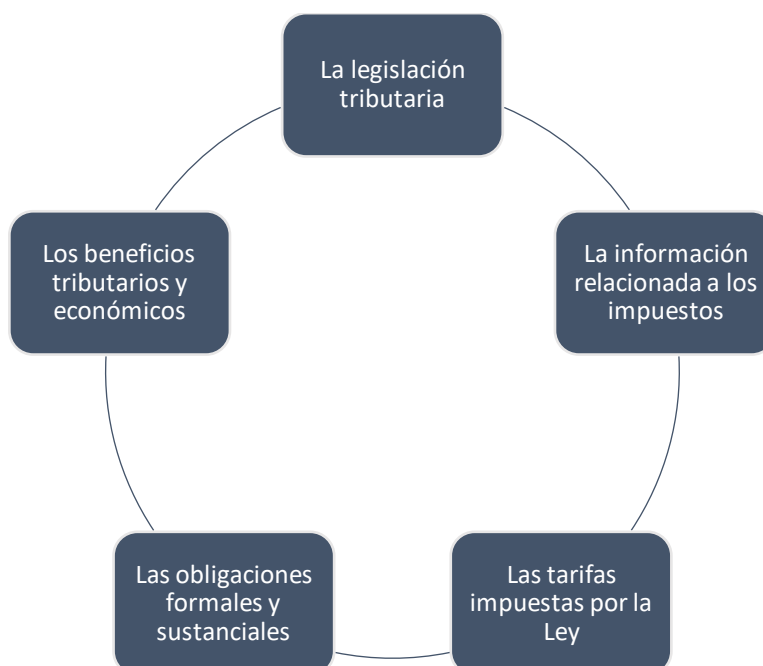 La legislación
tributaria
La información
relacionada a los
impuestos
Las tarifas
impuestas por la
Ley
Las obligaciones
formales y
sustanciales
Los beneficios
tributarios y
económicos